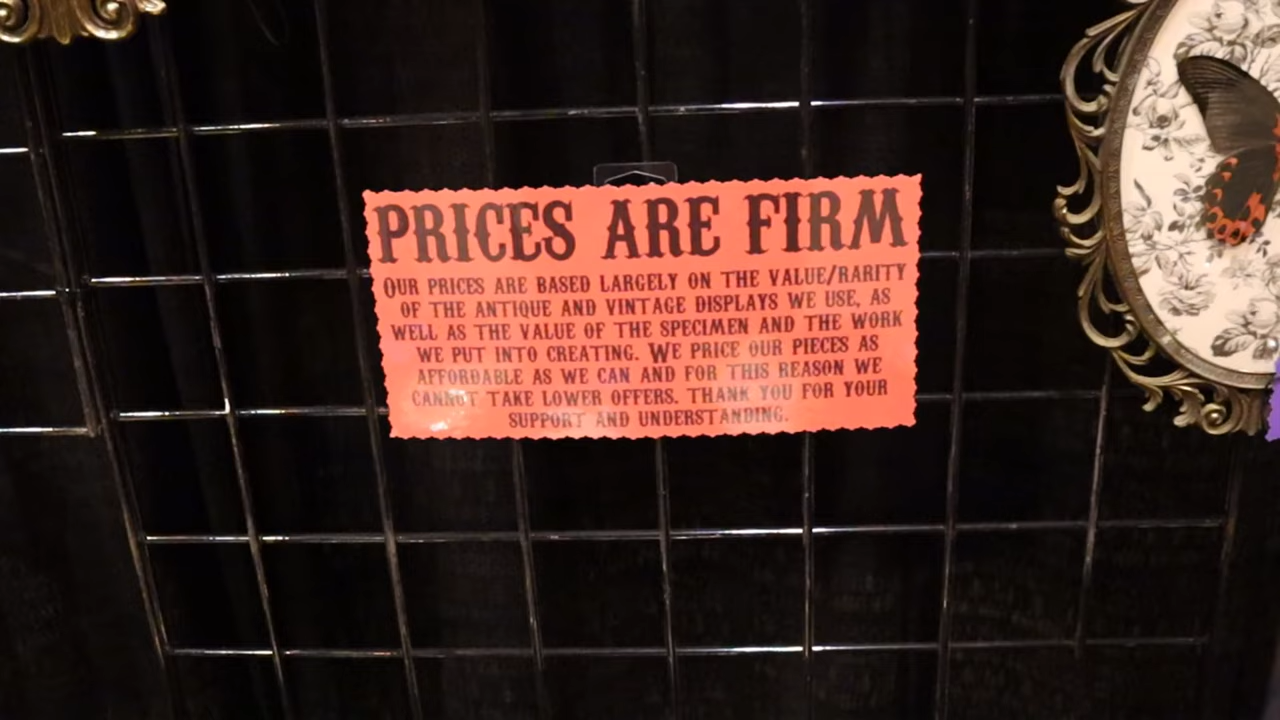 PRICES ARE FIRM
OUR PRICES ARE BASED LARGELY ON THE VALUE/RARITY
OF THE ANTIQUE AND VINTAGE DISPLAYS WE USE, AS
WELL AS THE VALUE OF THE SPECIMEN AND THE WORK
WE PUT INTO CREATING. WE PRICE OUR PIECES AS
AFFORDABLE AS WE CAN AND FOR THIS REASON WE
CANNOT TAKE LOWER OFFERS. THANK YOU FOR YOUR
SUPPORT AND UNDERSTANDING.